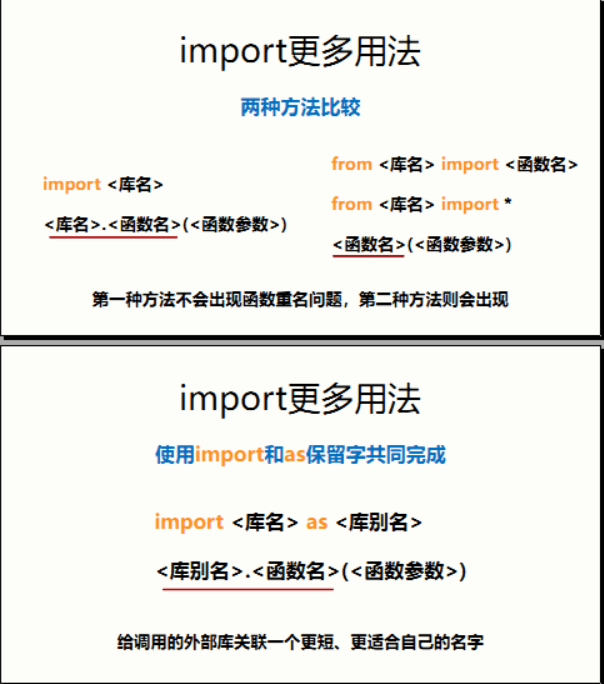 import更多用法
两种方法比较
import <库名>
<库名>.<函数名>(<函数参数>)
from <库名> import <函数名>
from <库名> import *
<函数名>(<函数参数>)
第一种方法不会出现函数重名问题，第二种方法则会出现
import更多用法
使用import和as保留字共同完成
import <库名> as <库别名>
<库别名>.<函数名>(<函数参数>)
给调用的外部库关联一个更短、更适合自己的名字